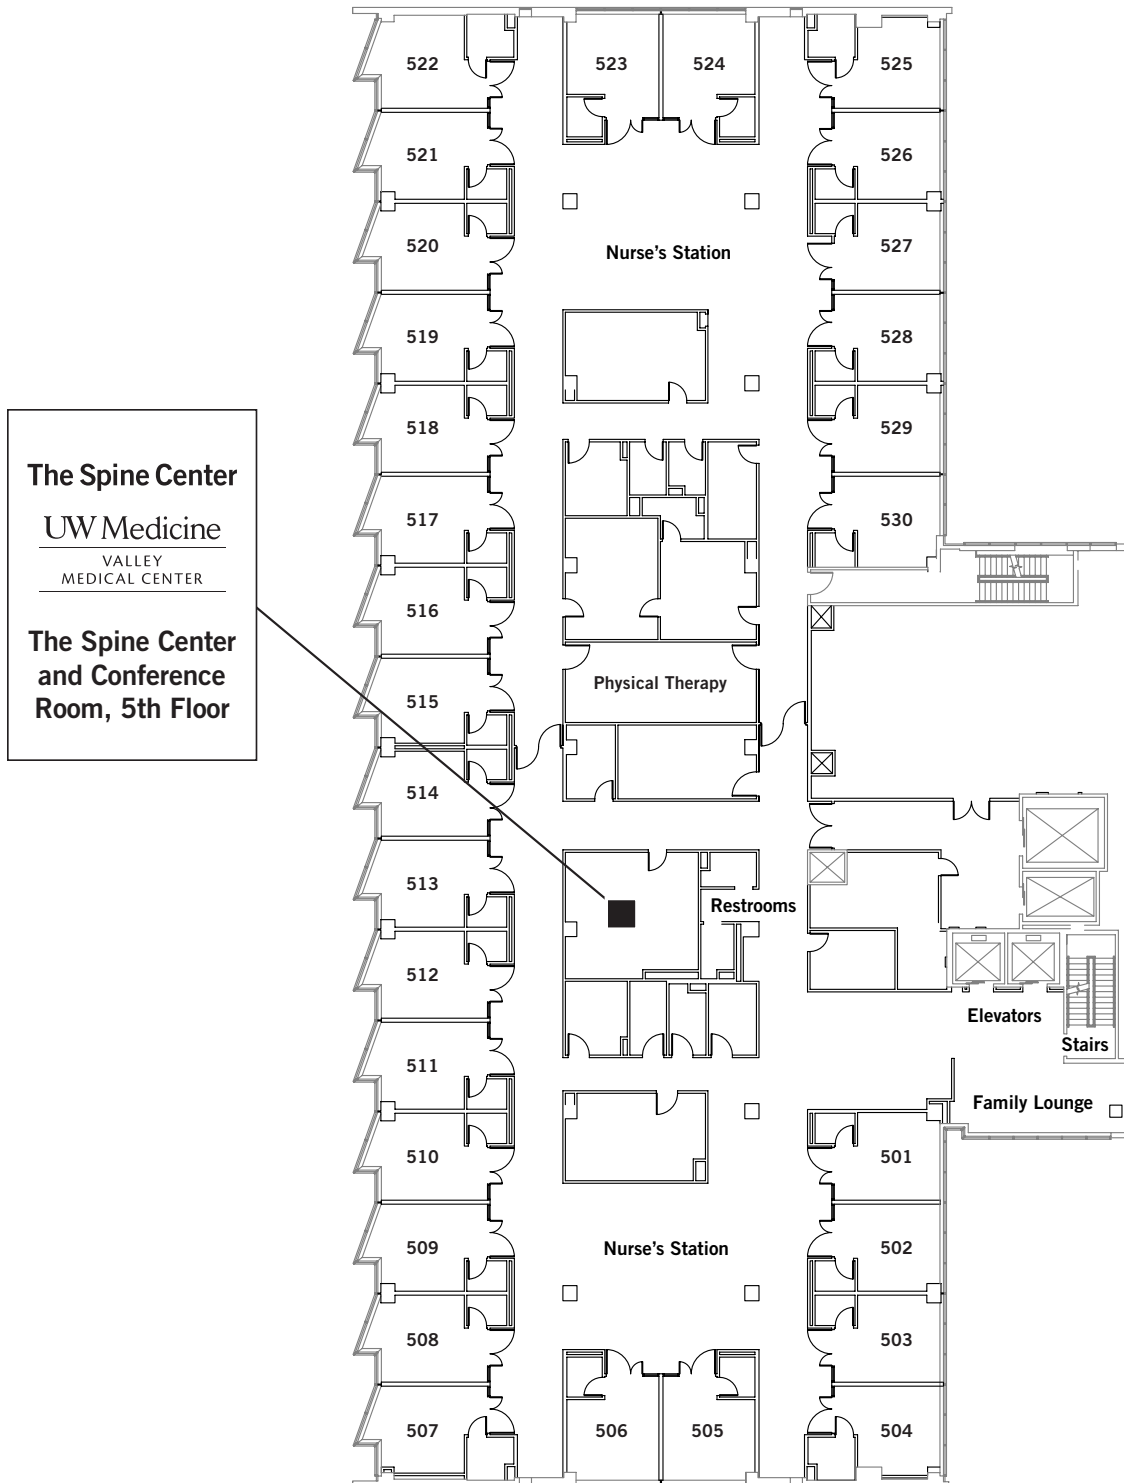 522
523
524
525
521
526
520
Nurse's Station
527
519
528
518
529
The Spine Center
UW Medicine
VALLEY
MEDICAL CENTER
The Spine Center
and Conference
Room, 5th Floor
517
530
516
515
Physical Therapy
514
513
Restrooms
512
Elevators
Stairs
511
Family Lounge
510
501
509
Nurse's Station
502
508
503
507
506
505
504